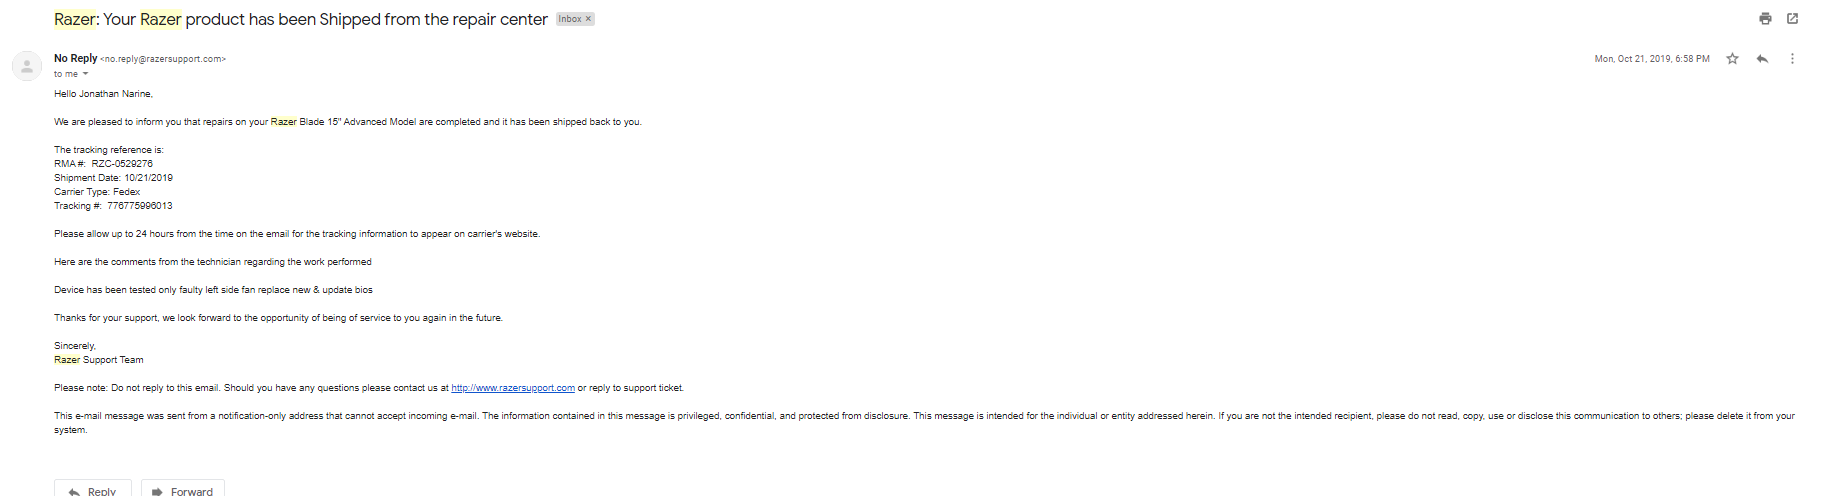 Razer: Your Razer product has been Shipped from the repair center Inbox ×
No Reply <no.reply@razersupport.com> Mon, Oct 21, 2019, 6:58 PM
to me
Hello Jonathan Narine,
We are pleased to inform you that repairs on your Razer Blade 15" Advanced Model are completed and it has been shipped back to you.
The tracking reference is:
RMA #: RZC-0529276
Shipment Date: 10/21/2019
Carrier Type: Fedex
Tracking #: 776775996013
Please allow up to 24 hours from the time on the email for the tracking information to appear on carrier's website.
Here are the comments from the technician regarding the work performed
Device has been tested only faulty left side fan replace new & update bios
Thanks for your support, we look forward to the opportunity of being of service to you again in the future.
Sincerely,
Razer Support Team
Please note: Do not reply to this email. Should you have any questions please contact us at http://www.razersupport.com or reply to support ticket.
This e-mail message was sent from a notification-only address that cannot accept incoming e-mail. The information contained in this message is privileged, confidential, and protected from disclosure. This message is intended for the individual or entity addressed herein. If you are not the intended recipient, please do not read, copy, use or disclose this communication to others; please delete it from your
system.
Reply Forward